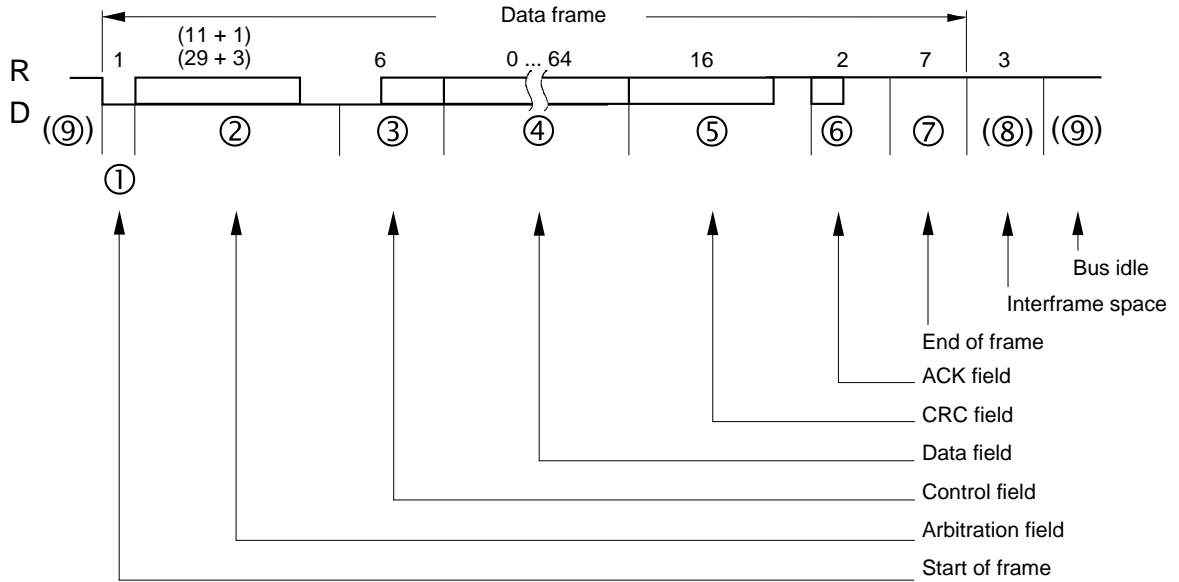 Data frame
(11 + 1)
(29 + 3)
1 6 0 ... 64 16 2 7 3
R
D
(⑨) ② ③ ④ ⑤ ⑥ ⑦ (⑧) (⑨)
①
Bus idle
Interframe space
End of frame
ACK field
CRC field
Data field
Control field
Arbitration field
Start of frame